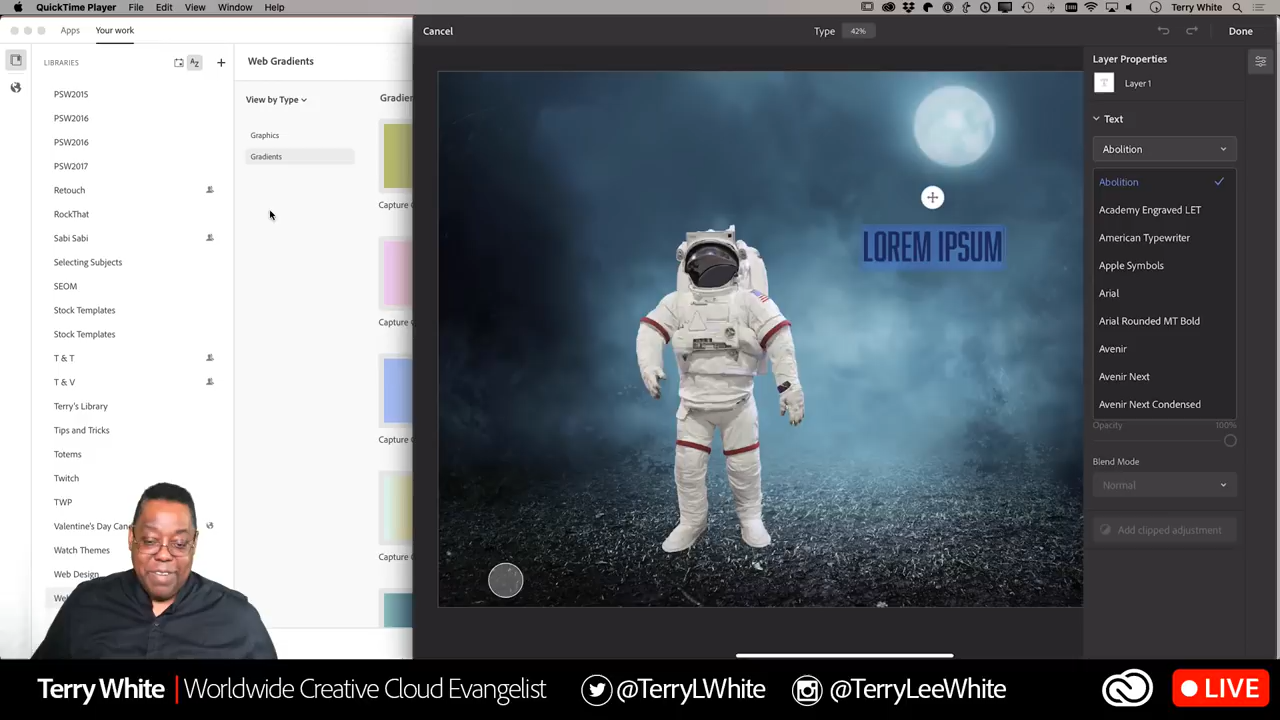 QuickTime Player File Edit View Window Help Terry White
Apps Your work
LIBRARIES
AZ
PSW2015
PSW2016
PSW2016
PSW2017
Retouch
RockThat
Sabi Sabi
Selecting Subjects
SEOM
Stock Templates
Stock Templates
T & T
T & V
Terry's Library
Tips and Tricks
Totems
Twitch
TWP
Valentine's Day Can
Watch Themes
Web Design
Web Gradients
View by Type
Graphics
Gradients
Gradien
Capture
Capture
Capture
Capture
Cancel
Type 42%
Done
LOREM IPSUM
Layer Properties
T Layer 1
Text
Abolition
Abolition
Academy Engraved LET
American Typewriter
Apple Symbols
Arial
Arial Rounded MT Bold
Avenir
Avenir Next
Avenir Next Condensed
Opacity 100%
Blend Mode
Normal
Add clipped adjustment
Terry White | Worldwide Creative Cloud Evangelist @TerryLWhite @TerryLeeWhite LIVE